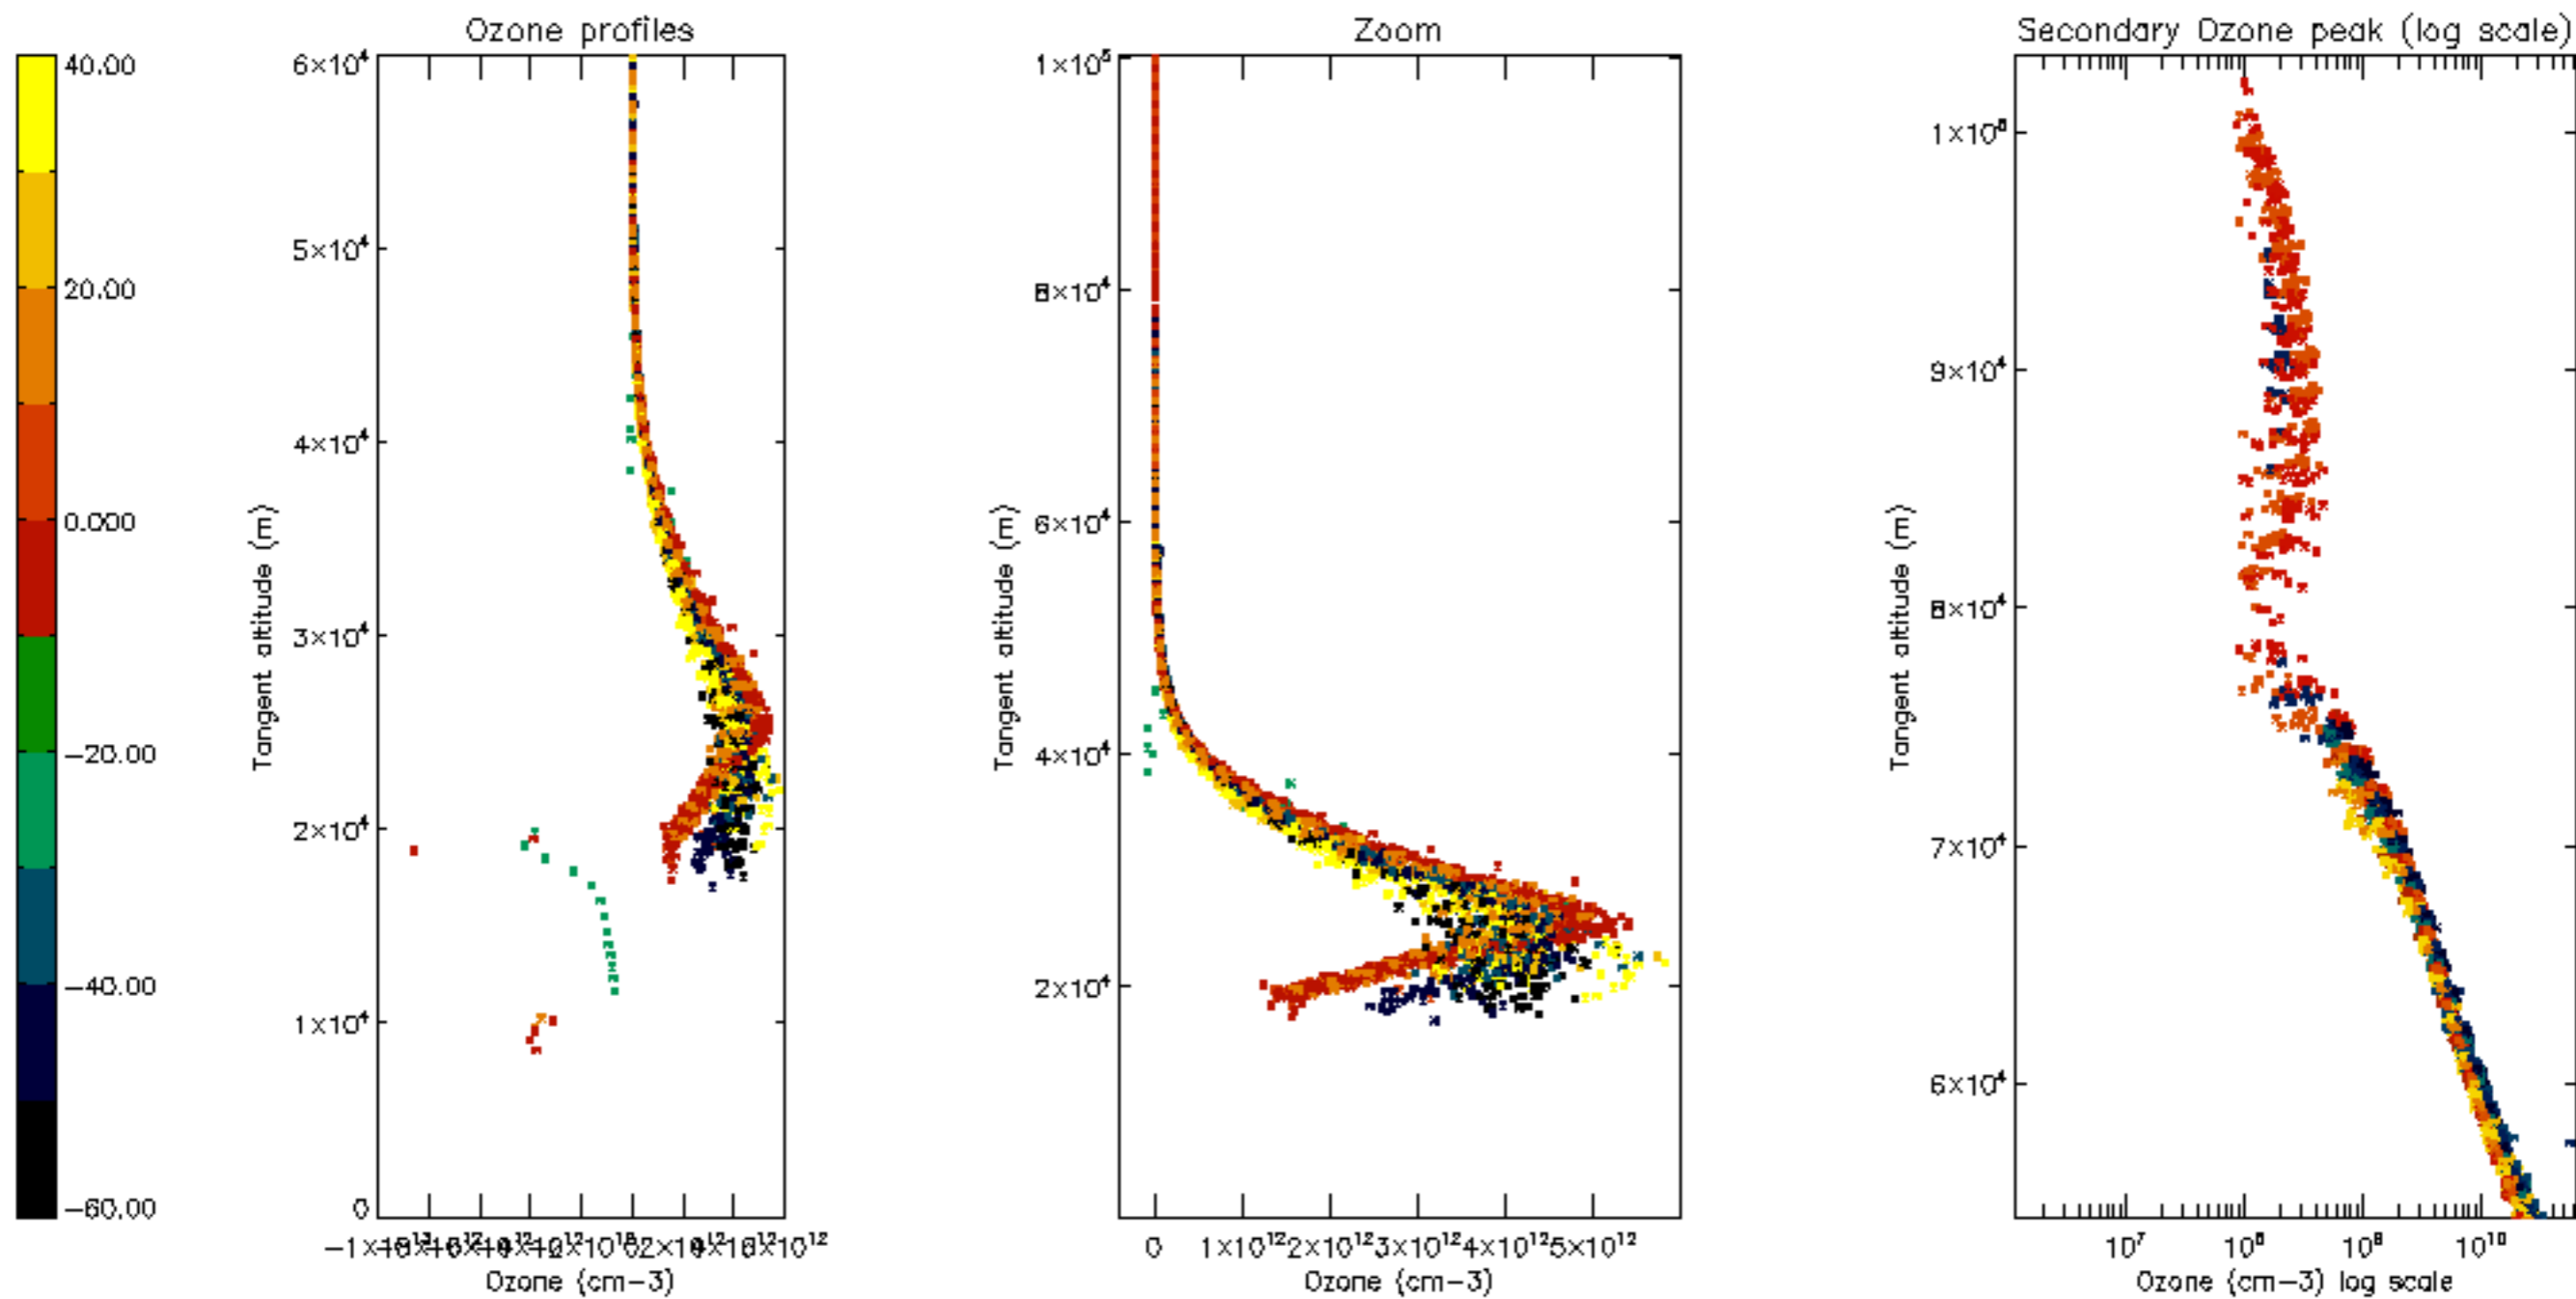 Ozone profiles
Zoom
Secondary Ozone peak (log scale)
40.00
20.00
0.000
-20.00
-40.00
-60.00
6×10⁴
5×10⁴
4×10⁴
3×10⁴
2×10⁴
1×10⁴
0
Tangent altitude (m)
Ozone (cm-3)
1×10⁵
8×10⁴
6×10⁴
4×10⁴
2×10⁴
Tangent altitude (m)
0 1×10¹² 2×10¹² 3×10¹² 4×10¹² 5×10¹²
Ozone (cm-3)
9×10⁴
8×10⁴
7×10⁴
6×10⁴
Tangent altitude (m)
10⁷ 10⁸ 10⁹ 10¹⁰
Ozone (cm-3) log scale